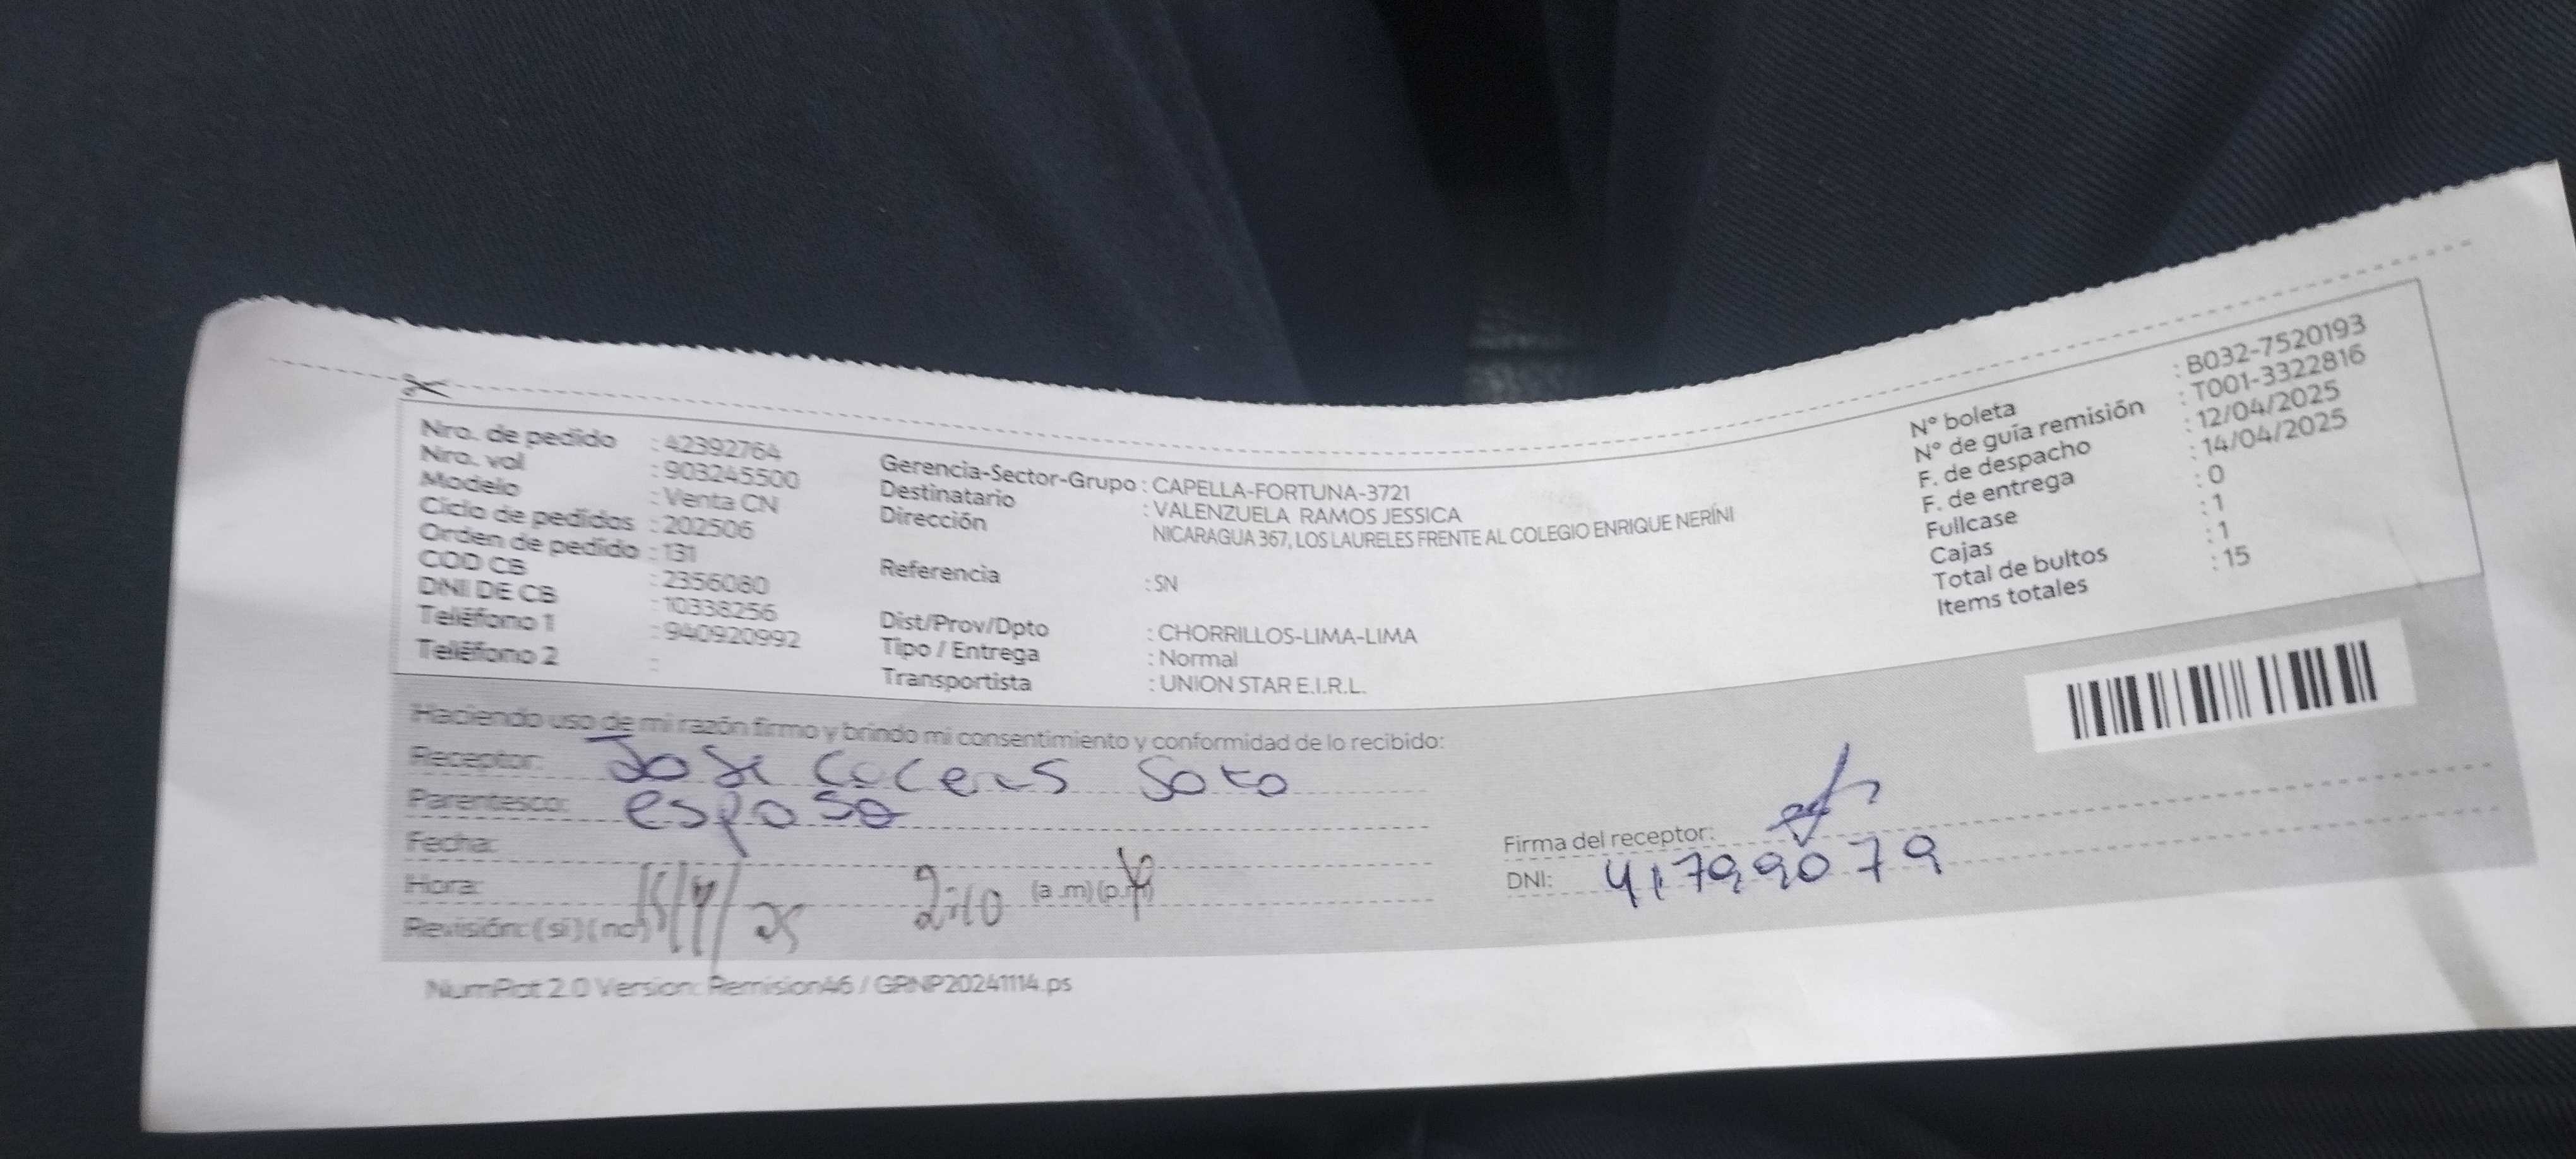 Nro. de pedido : 42392764
Nro. vol : 903245500
Modelo : Venta CN
Ciclo de pedidos : 202506
Orden de pedido : 131
COD CB : 2356080
DNI DE CB : 10338256
Teléfono 1 : 940920992
Teléfono 2 :
Gerencia-Sector-Grupo : CAPELLA-FORTUNA-3721
Destinatario : VALENZUELA RAMOS JESSICA
Dirección NICARAGUA 367, LOS LAURELES FRENTE AL COLEGIO ENRIQUE NERÍNI
Referencia : SN
Dist/Prov/Dpto : CHORRILLOS-LIMA-LIMA
Tipo / Entrega : Normal
Transportista : UNION STAR E.I.R.L.
N° boleta : B032-7520193
N° de guía remisión : T001-3322816
F. de despacho : 12/04/2025
F. de entrega : 14/04/2025
Fullcase : 0
Cajas : 1
Total de bultos : 1
Items totales : 15
Haciendo uso de mi razón firmo y brindo mi consentimiento y conformidad de lo recibido:
Receptor: Jose Soto
Parentesco: esposo
Fecha:
Hora: 2:10 (a .m) (p.m)
Revisión: ( si ) ( no )
Firma del receptor:
DNI: 41799079
NumRot 2.0 Version: Remision46 / GRNP20241114.ps